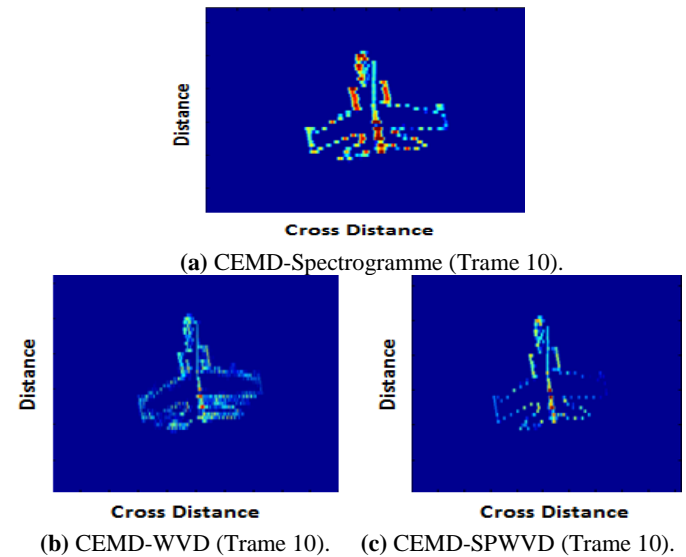 Distance
Cross Distance
(a) CEMD-Spectrogramme (Trame 10).
Distance
Cross Distance
(b) CEMD-WVD (Trame 10).
Distance
Cross Distance
(c) CEMD-SPWVD (Trame 10).